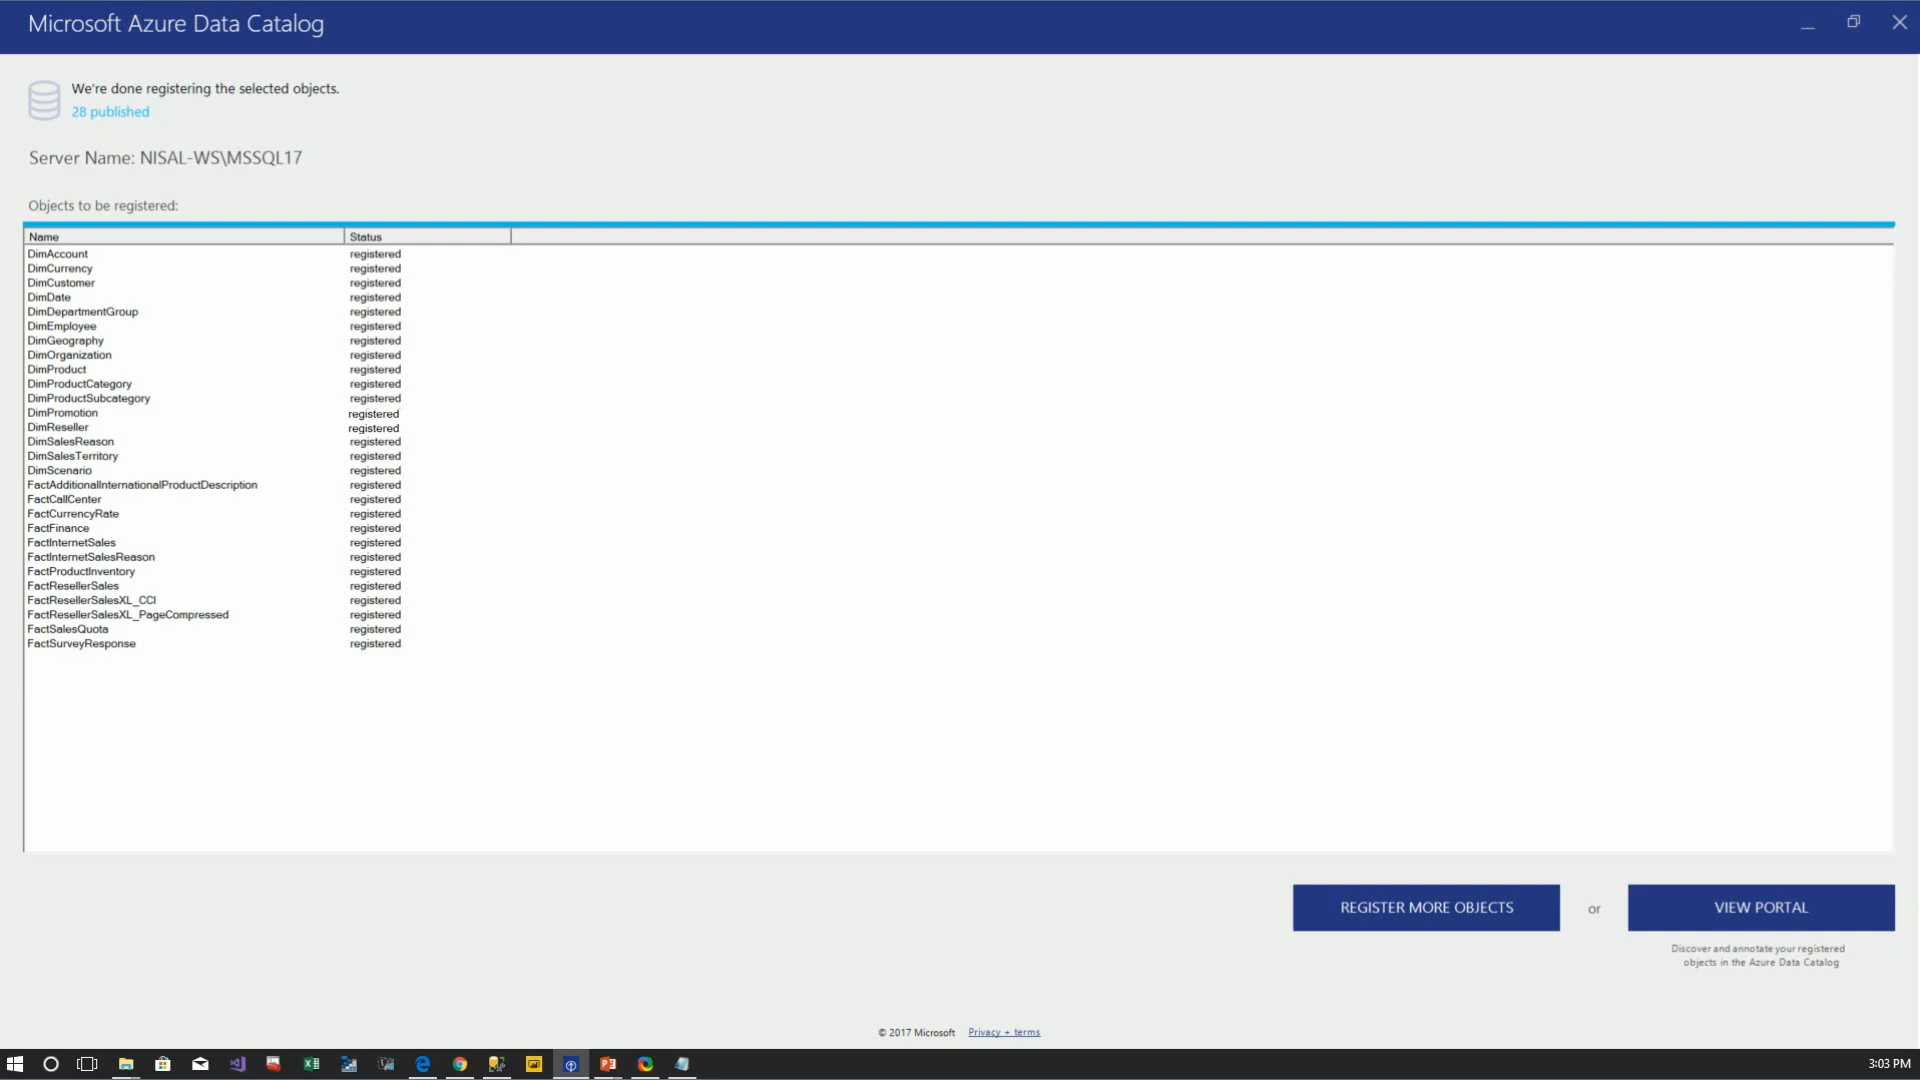 Microsoft Azure Data Catalog
We're done registering the selected objects.
28 published
Server Name: NISAL-WS\MSSQL17
Objects to be registered:
Name Status
DimAccount registered
DimCurrency registered
DimCustomer registered
DimDate registered
DimDepartmentGroup registered
DimEmployee registered
DimGeography registered
DimOrganization registered
DimProduct registered
DimProductCategory registered
DimProductSubcategory registered
DimPromotion registered
DimReseller registered
DimSalesReason registered
DimSalesTerritory registered
DimScenario registered
FactAdditionalInternationalProductDescription registered
FactCallCenter registered
FactCurrencyRate registered
FactFinance registered
FactInternetSales registered
FactInternetSalesReason registered
FactProductInventory registered
FactResellerSales registered
FactResellerSalesXL_CCI registered
FactResellerSalesXL_PageCompressed registered
FactSalesQuota registered
FactSurveyResponse registered
REGISTER MORE OBJECTS or VIEW PORTAL
Discover and annotate your registered
objects in the Azure Data Catalog
© 2017 Microsoft Privacy + terms
3:03 PM